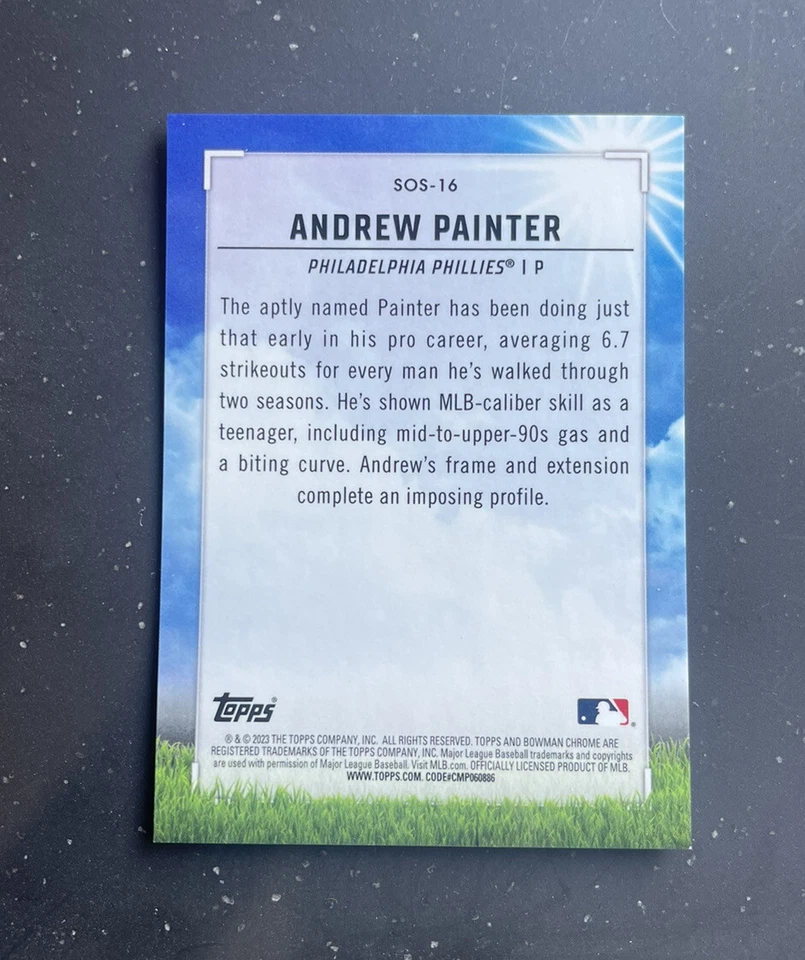 SOS-16
ANDREW PAINTER
PHILADELPHIA PHILLIES® | P
The aptly named Painter has been doing just
that early in his pro career, averaging 6.7
strikeouts for every man he's walked through
two seasons. He's shown MLB-caliber skill as a
teenager, including mid-to-upper-90s gas and
a biting curve. Andrew's frame and extension
complete an imposing profile.
TOPPS®
® & © 2023 THE TOPPS COMPANY, INC. ALL RIGHTS RESERVED. TOPPS AND BOWMAN CHROME ARE
REGISTERED TRADEMARKS OF THE TOPPS COMPANY, INC. Major League Baseball trademarks and copyrights
are used with permission of Major League Baseball. Visit MLB.com. OFFICIALLY LICENSED PRODUCT OF MLB.
WWW.TOPPS.COM. CODE#CMP060886